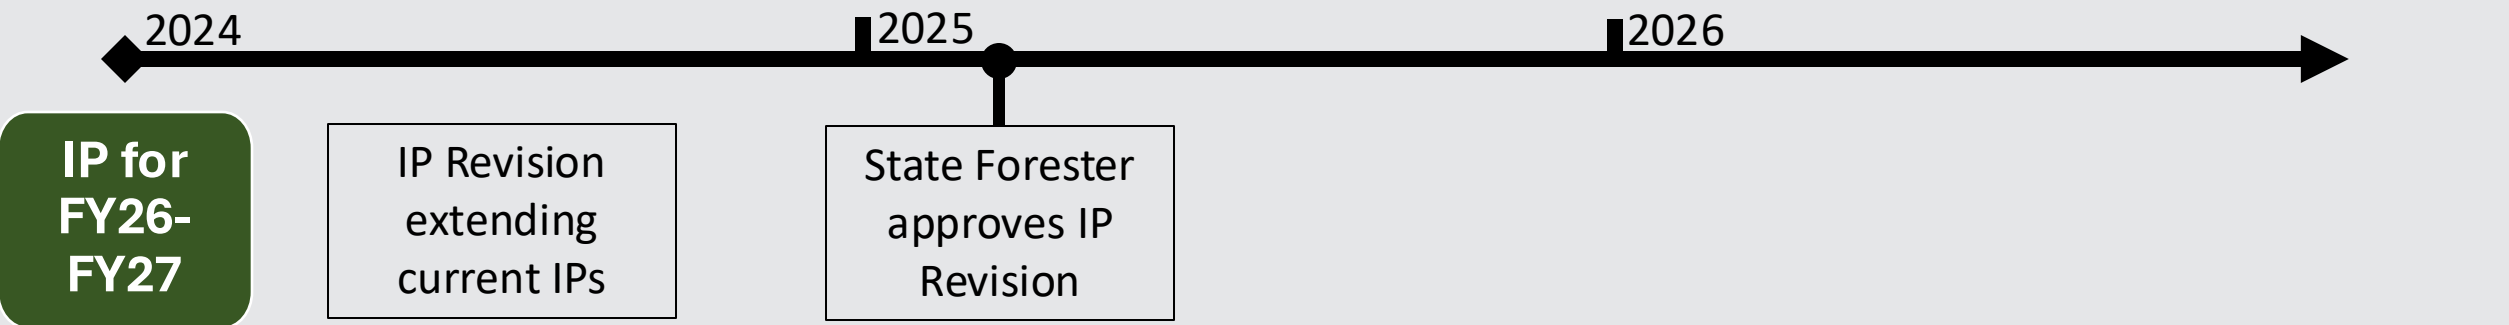 2024
2025
2026
IP for
FY26-
FY27
IP Revision
extending
current IPs
State Forester
approves IP
Revision